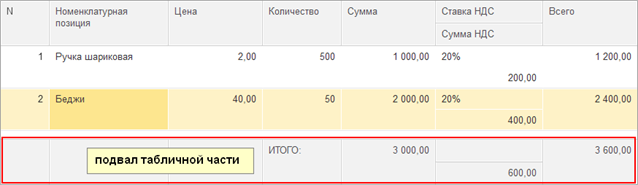 N Номенклатурная позиция Цена Количество Сумма Ставка НДС Всего
Сумма НДС
1 Ручка шариковая 2,00 500 1 000,00 20% 1 200,00
200,00
2 Беджи 40,00 50 2 000,00 20% 2 400,00
400,00
подвал табличной части ИТОГО: 3 000,00 3 600,00
600,00